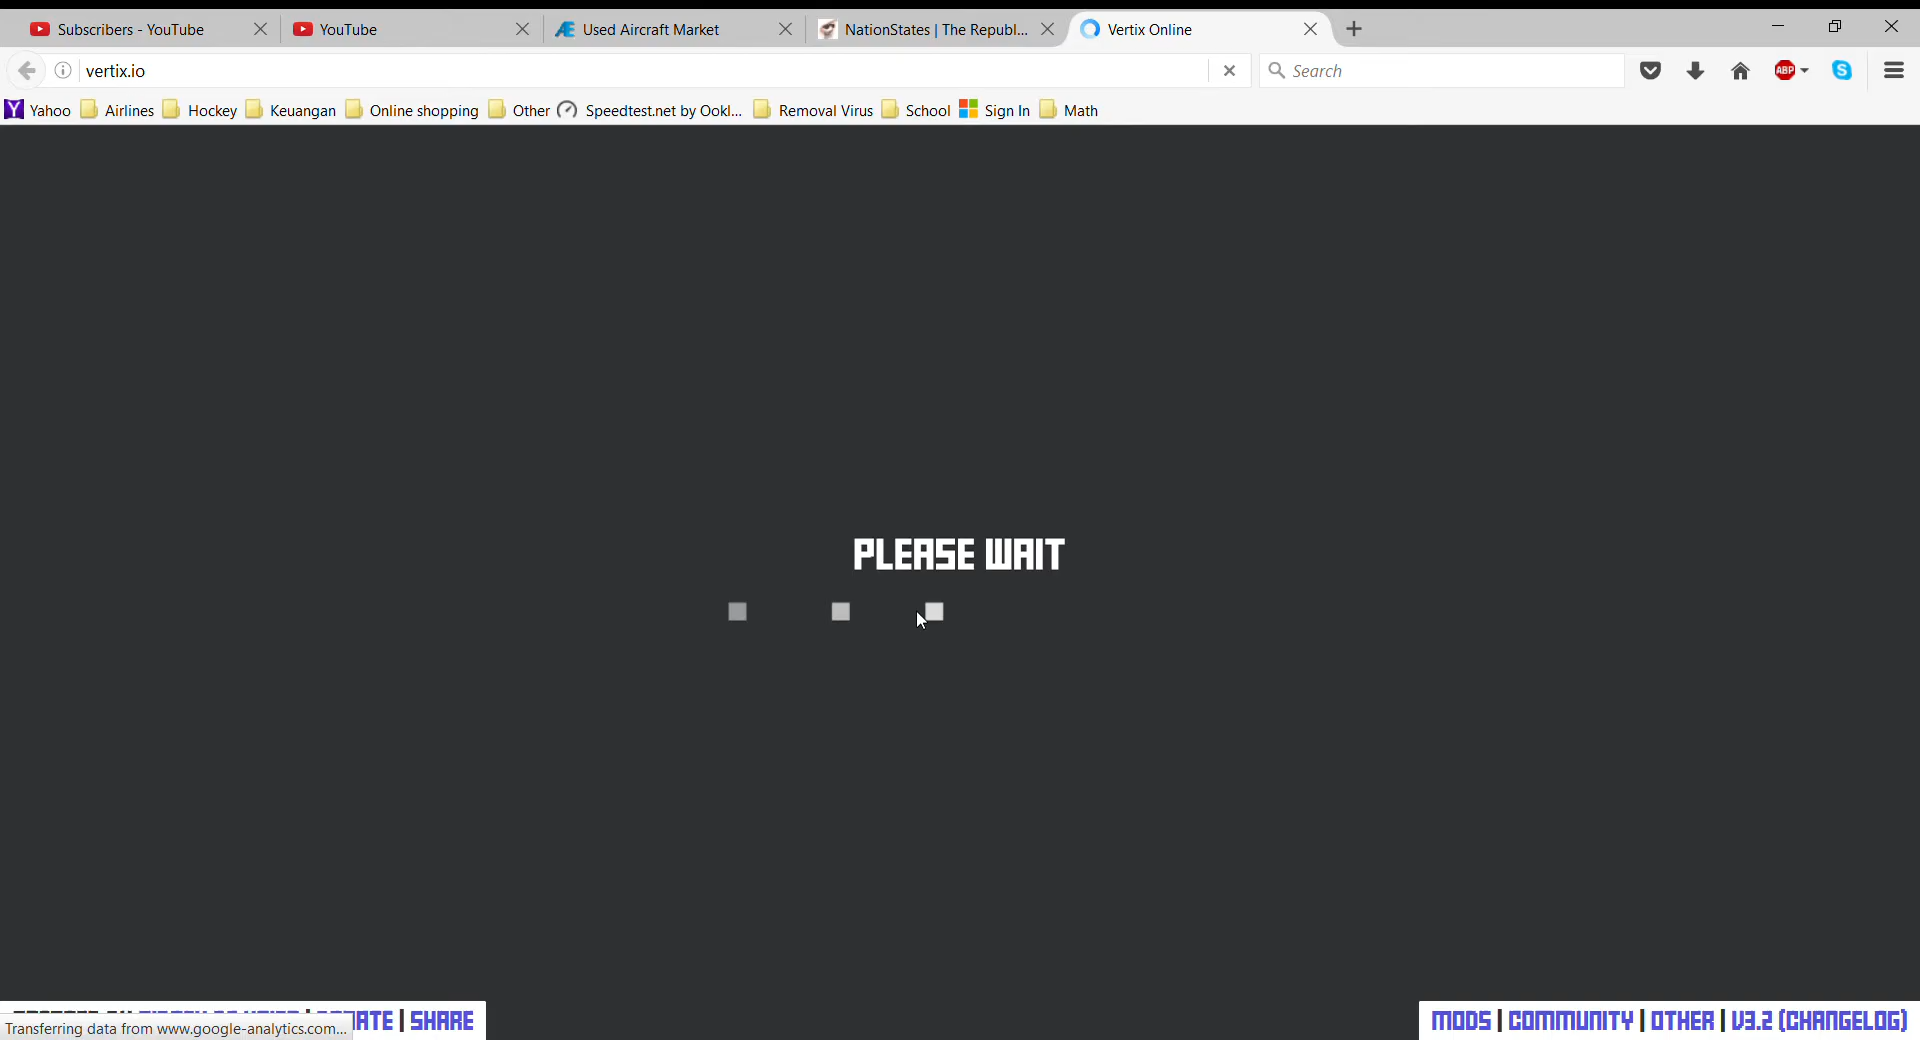 Subscribers - YouTube
YouTube
Used Aircraft Market
NationStates | The Republ...
Vertix Online
vertix.io
Search
ABP
Yahoo
Airlines
Hockey
Keuangan
Online shopping
Other
Speedtest.net by Ookl...
Removal Virus
School
Sign In
Math
PLEASE WAIT
| SHARE
Transferring data from www.google-analytics.com...
MODS | COMMUNITY | OTHER | V3.2 (CHANGELOG)